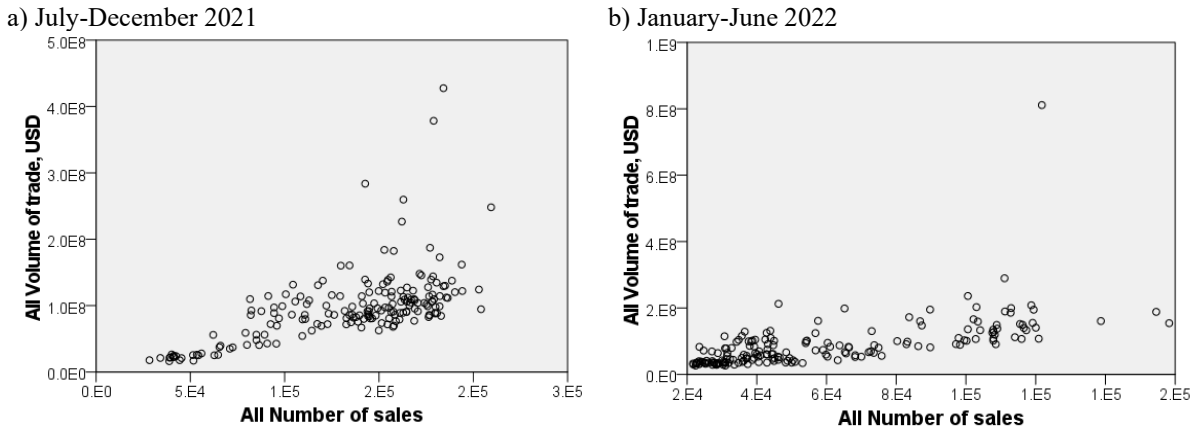 a) July-December 2021
b) January-June 2022
5.0E8
4.0E8
3.0E8
2.0E8
1.0E8
0.0E0
All Volume of trade, USD
0.0E0 5.E4 1.E5 2.E5 2.E5 3.E5
All Number of sales
1.E9
8.E8
6.E8
4.E8
2.E8
0.E0
All Volume of trade, USD
2.E4 4.E4 6.E4 8.E4 1.E5 1.E5 1.E5 2.E5
All Number of sales